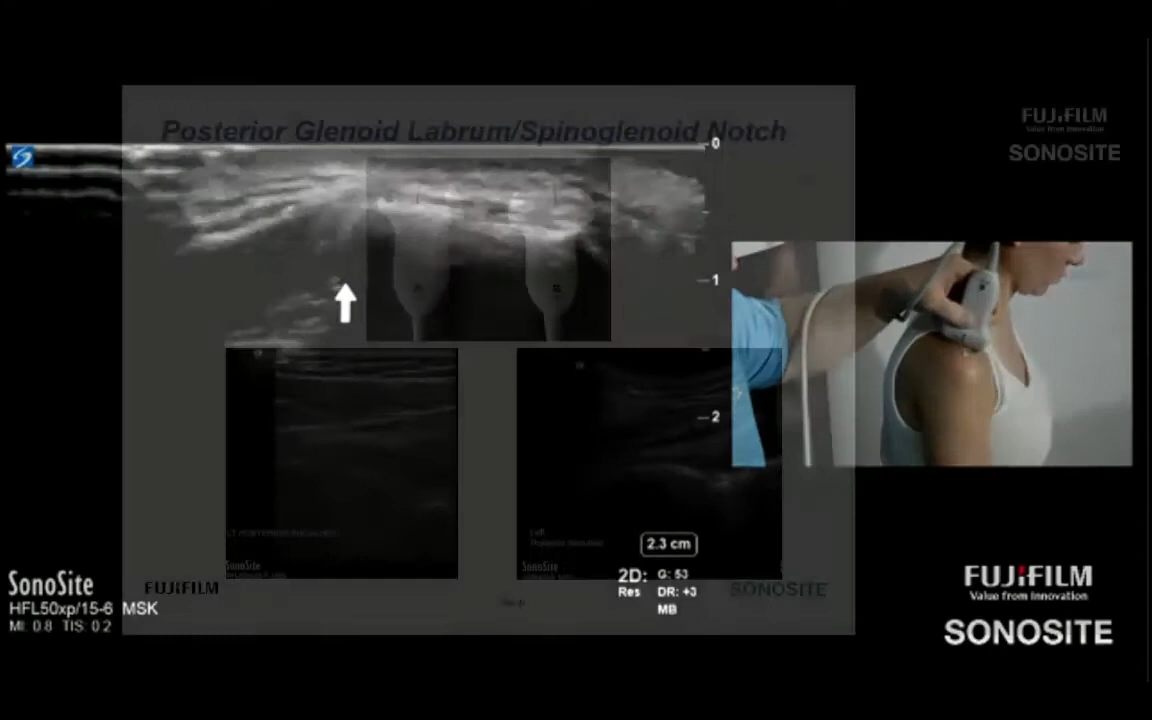 FUJIFILM
Value from Innovation
SONOSITE
Posterior Glenoid Labrum/Spinoglenoid Notch
0
1
2
2.3 cm
2D:
G: 53
Res
DR: +3
MB
SonoSite
SonoSite
SonoSite
HFL50xp/15-6 MSK
MI: 0.8 TIS: 0.2
FUJIFILM
SONOSITE
FUJIFILM
Value from Innovation
SONOSITE